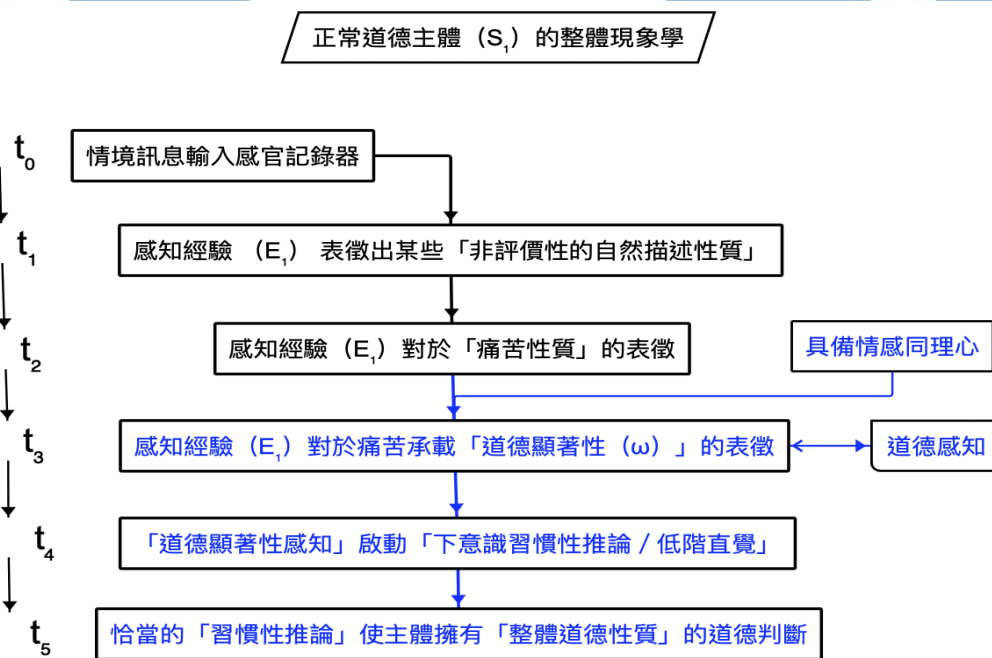 正常道德主體（S₁）的整體現象學
t₀ 情境訊息輸入感官記錄器
t₁ 感知經驗 （E₁） 表徵出某些「非評價性的自然描述性質」
t₂ 感知經驗（E₁）對於「痛苦性質」的表徵
具備情感同理心
t₃ 感知經驗（E₁）對於痛苦承載「道德顯著性（ω）」的表徵
道德感知
t₄ 「道德顯著性感知」啟動「下意識習慣性推論 / 低階直覺」
t₅ 恰當的「習慣性推論」使主體擁有「整體道德性質」的道德判斷